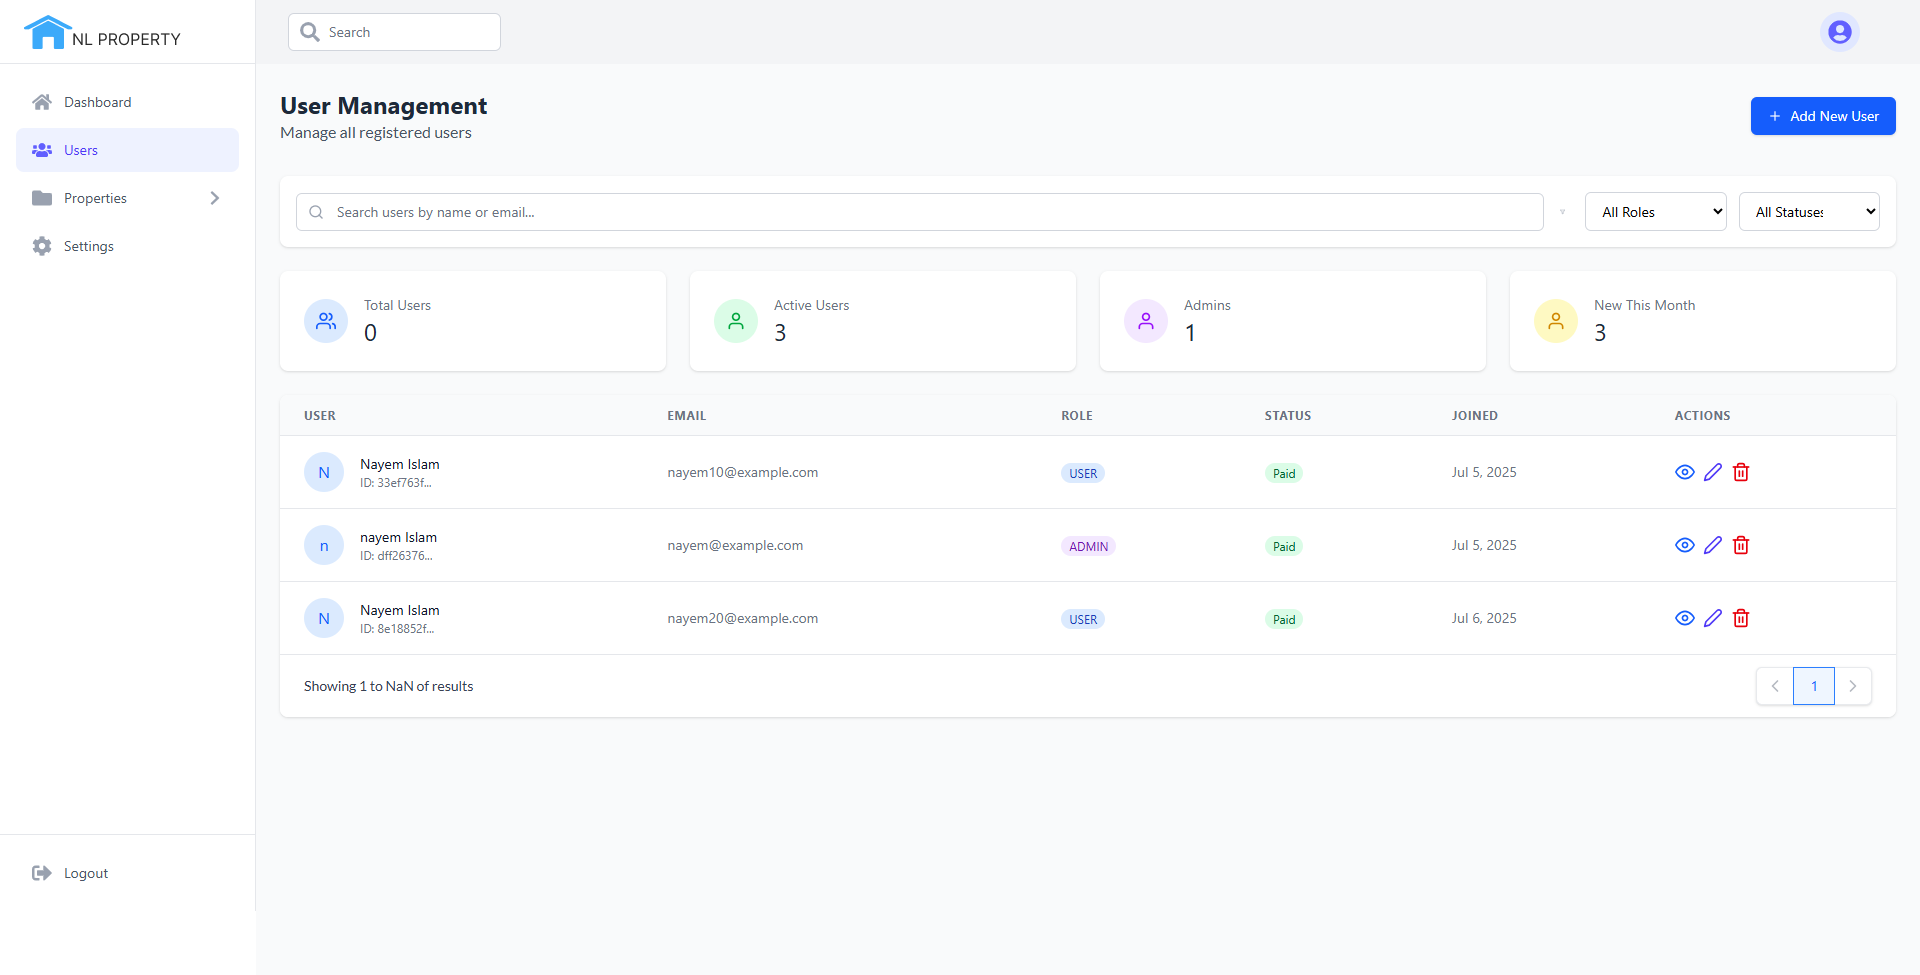 NL PROPERTY
Search
Dashboard
Users
Properties
Settings
Logout
User Management
Manage all registered users
+ Add New User
Search users by name or email...
All Roles
All Statuses
Total Users
0
Active Users
3
Admins
1
New This Month
3
USER EMAIL ROLE STATUS JOINED ACTIONS
N Nayem Islam nayem10@example.com USER Paid Jul 5, 2025
ID: 33ef763f...
n nayem Islam nayem@example.com ADMIN Paid Jul 5, 2025
ID: dff26376...
N Nayem Islam nayem20@example.com USER Paid Jul 6, 2025
ID: 8e18852f...
Showing 1 to NaN of results
1